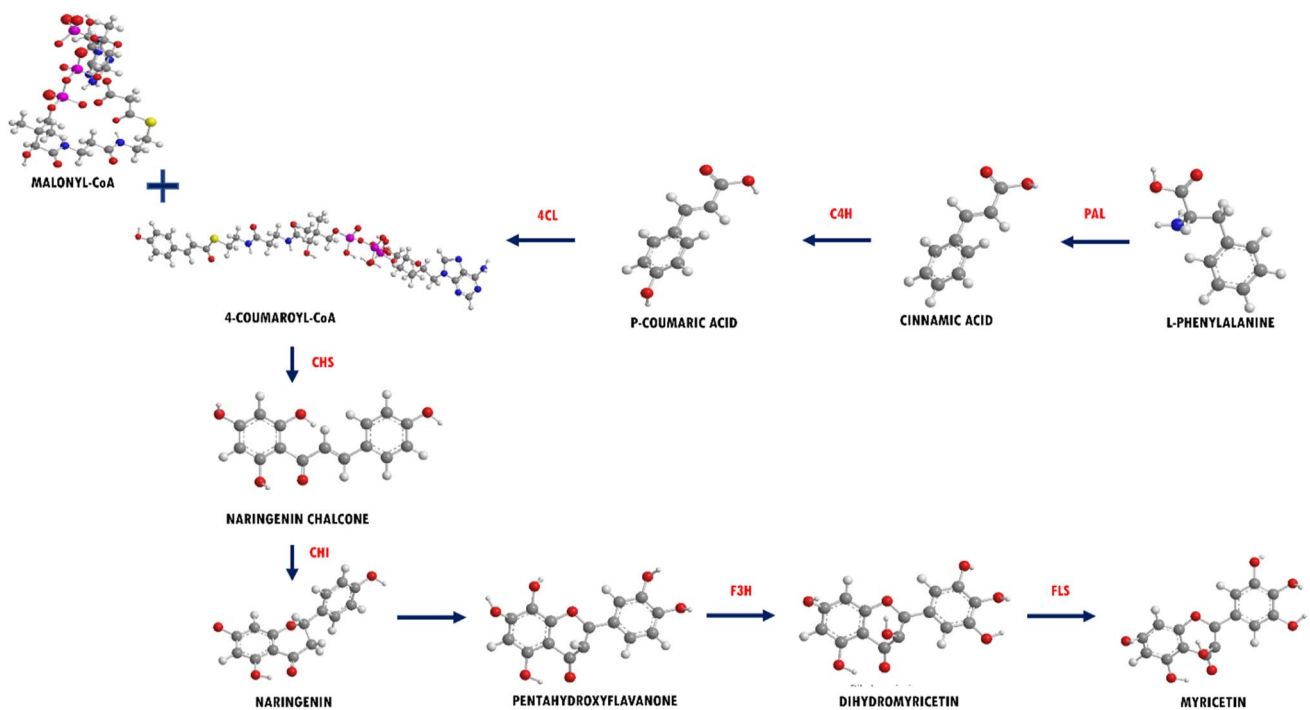 MALONYL-CoA
4CL
C4H
PAL
4-COUMAROYL-CoA
P-COUMARIC ACID
CINNAMIC ACID
L-PHENYLALANINE
CHS
NARINGENIN CHALCONE
CHI
F3H
FLS
NARINGENIN
PENTAHYDROXYFLAVANONE
DIHYDROMYRICETIN
MYRICETIN